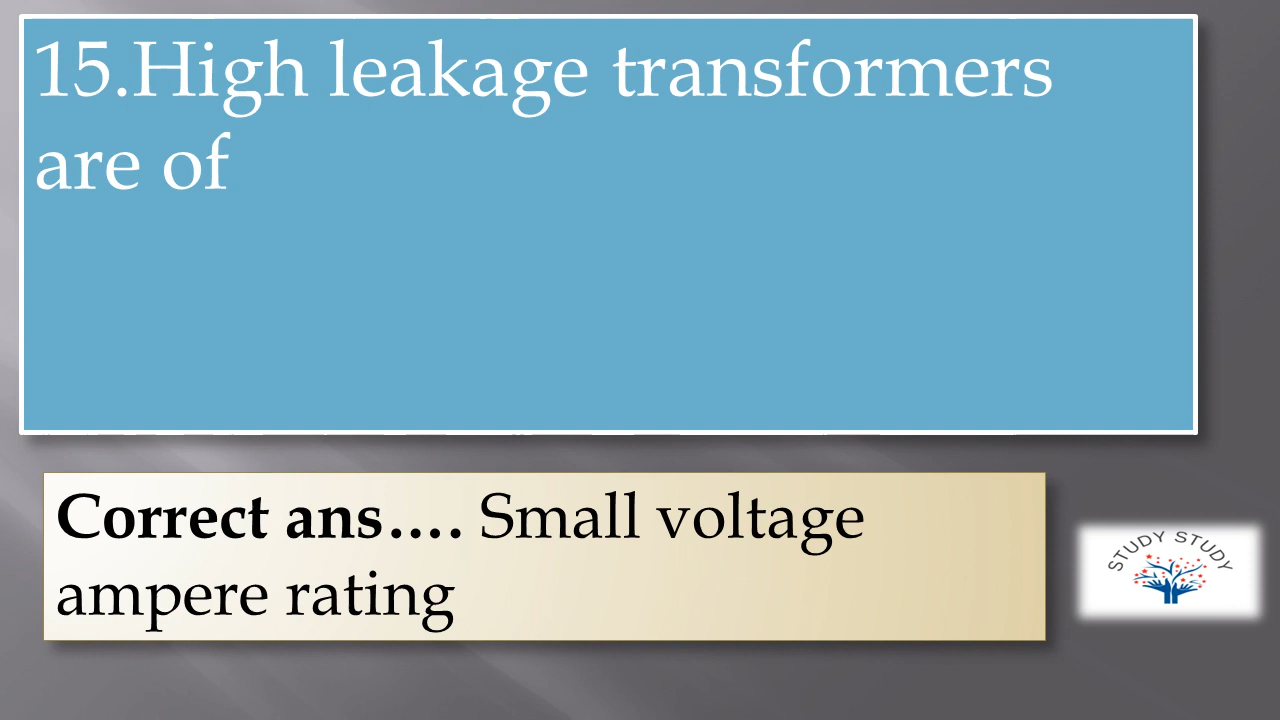 15.High leakage transformers
are of
Correct ans…. Small voltage
ampere rating
STUDY STUDY